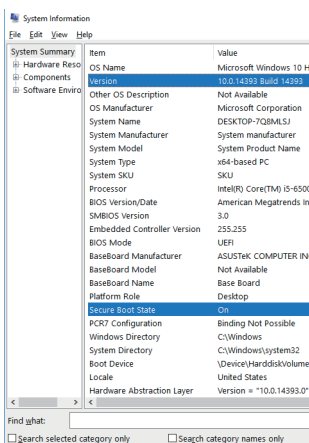 System Information
File Edit View Help
System Summary
Hardware Reso
Components
Software Enviro
Item Value
OS Name Microsoft Windows 10 H
Version 10.0.14393 Build 14393
Other OS Description Not Available
OS Manufacturer Microsoft Corporation
System Name DESKTOP-7Q8MLSJ
System Manufacturer System manufacturer
System Model System Product Name
System Type x64-based PC
System SKU SKU
Processor Intel(R) Core(TM) i5-6500
BIOS Version/Date American Megatrends In
SMBIOS Version 3.0
Embedded Controller Version 255.255
BIOS Mode UEFI
BaseBoard Manufacturer ASUSTeK COMPUTER IN
BaseBoard Model Not Available
BaseBoard Name Base Board
Platform Role Desktop
Secure Boot State On
PCR7 Configuration Binding Not Possible
Windows Directory C:\Windows
System Directory C:\Windows\system32
Boot Device \Device\HarddiskVolume
Locale United States
Hardware Abstraction Layer Version = "10.0.14393.0"
Find what:
Search selected category only Search category names only